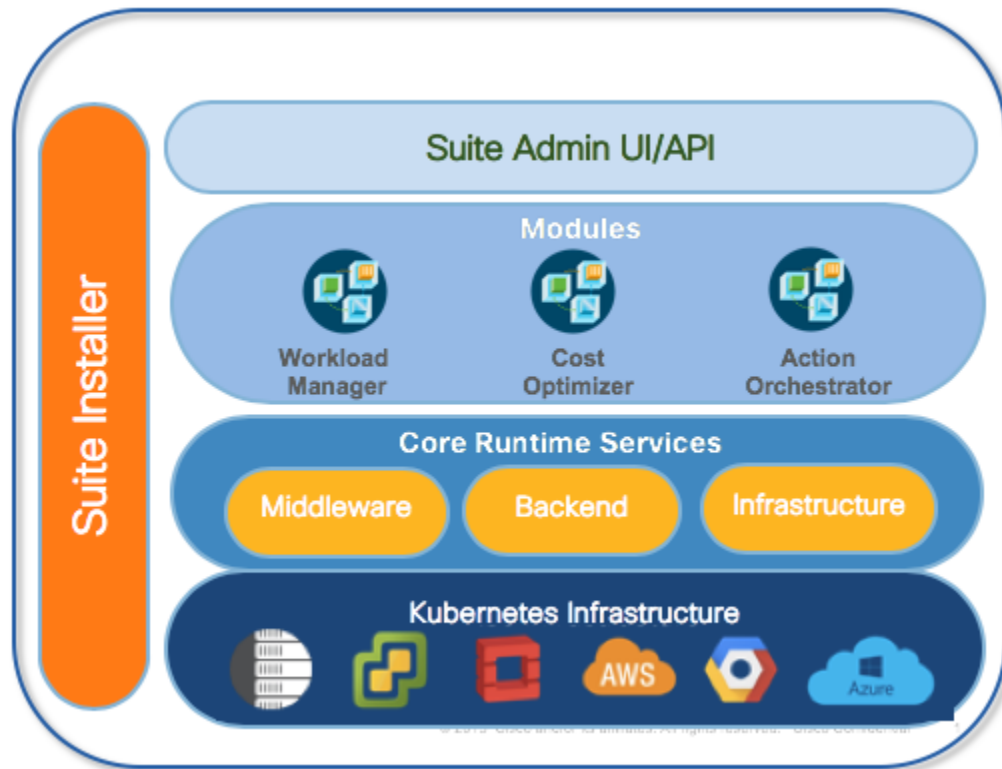 Suite Installer
Suite Admin UI/API
Modules
Workload
Manager
Cost
Optimizer
Action
Orchestrator
Core Runtime Services
Middleware
Backend
Infrastructure
Kubernetes Infrastructure
AWS
Azure